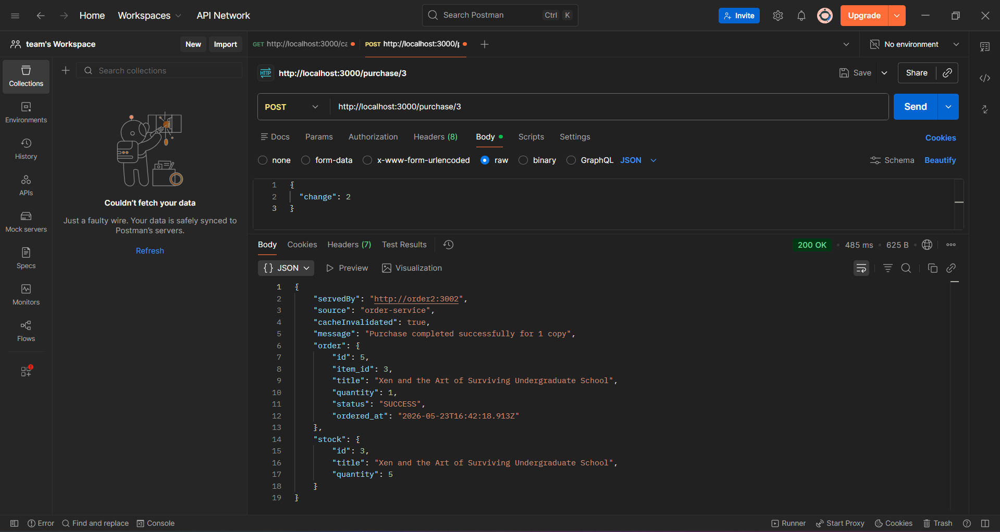 Home Workspaces API Network Search Postman Ctrl K Invite Upgrade
team's Workspace New Import GET http://localhost:3000/ca POST http://localhost:3000/p No environment
Search collections
http://localhost:3000/purchase/3 Save Share
POST http://localhost:3000/purchase/3 Send
Docs Params Authorization Headers (8) Body Scripts Settings Cookies
none form-data x-www-form-urlencoded raw binary GraphQL JSON Schema Beautify
1 {
2 "change": 2
3 }
Collections
Environments
History
APIs
Mock servers
Specs
Monitors
Flows
Couldn't fetch your data
Just a faulty wire. Your data is safely synced to
Postman's servers.
Refresh
Body Cookies Headers (7) Test Results 200 OK 485 ms 625 B
{} JSON Preview Visualization
1 {
2 "servedBy": "http://order2:3002",
3 "source": "order-service",
4 "cacheInvalidated": true,
5 "message": "Purchase completed successfully for 1 copy",
6 "order": {
7 "id": 5,
8 "item_id": 3,
9 "title": "Xen and the Art of Surviving Undergraduate School",
10 "quantity": 1,
11 "status": "SUCCESS",
12 "ordered_at": "2026-05-23T16:42:18.913Z"
13 },
14 "stock": {
15 "id": 3,
16 "title": "Xen and the Art of Surviving Undergraduate School",
17 "quantity": 5
18 }
19 }
Error Find and replace Console Runner Start Proxy Cookies Trash